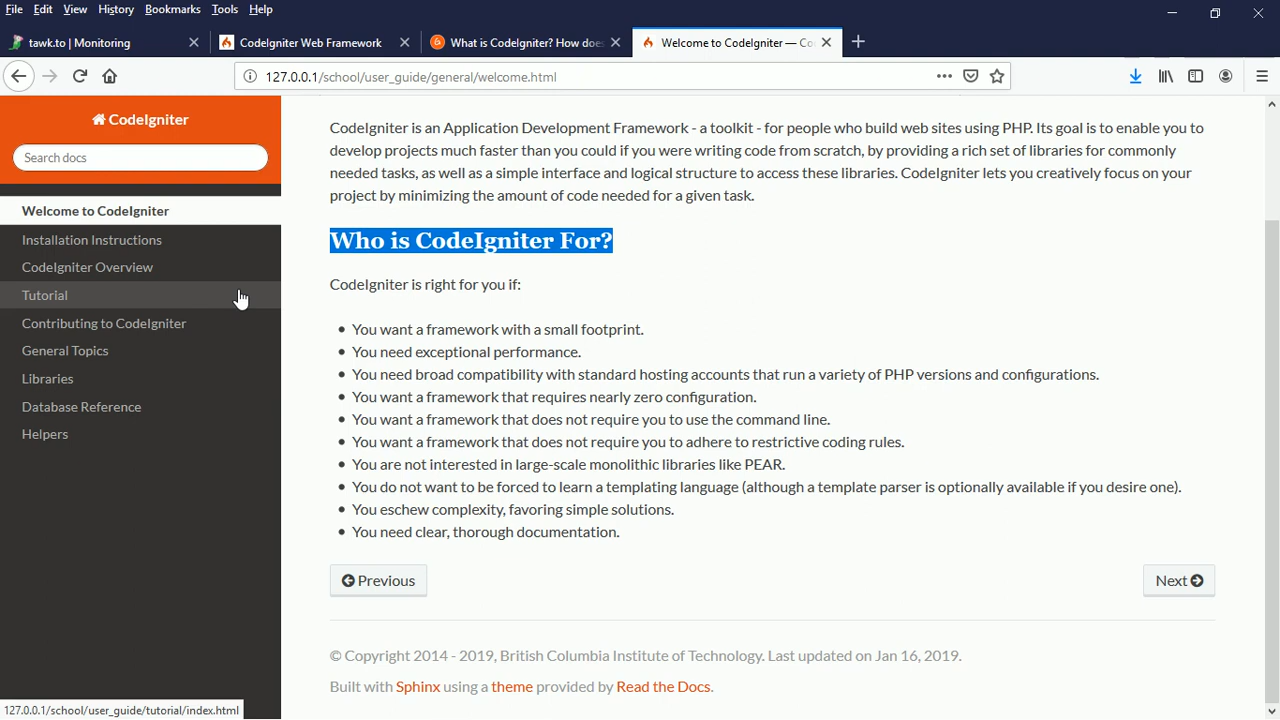 File Edit View History Bookmarks Tools Help
tawk.to | Monitoring
CodeIgniter Web Framework
What is CodeIgniter? How does
Welcome to CodeIgniter — Co
127.0.0.1/school/user_guide/general/welcome.html
CodeIgniter
Search docs
Welcome to CodeIgniter
Installation Instructions
CodeIgniter Overview
Tutorial
Contributing to CodeIgniter
General Topics
Libraries
Database Reference
Helpers
CodeIgniter is an Application Development Framework - a toolkit - for people who build web sites using PHP. Its goal is to enable you to
develop projects much faster than you could if you were writing code from scratch, by providing a rich set of libraries for commonly
needed tasks, as well as a simple interface and logical structure to access these libraries. CodeIgniter lets you creatively focus on your
project by minimizing the amount of code needed for a given task.
Who is CodeIgniter For?
CodeIgniter is right for you if:
• You want a framework with a small footprint.
• You need exceptional performance.
• You need broad compatibility with standard hosting accounts that run a variety of PHP versions and configurations.
• You want a framework that requires nearly zero configuration.
• You want a framework that does not require you to use the command line.
• You want a framework that does not require you to adhere to restrictive coding rules.
• You are not interested in large-scale monolithic libraries like PEAR.
• You do not want to be forced to learn a templating language (although a template parser is optionally available if you desire one).
• You eschew complexity, favoring simple solutions.
• You need clear, thorough documentation.
Previous
Next
© Copyright 2014 - 2019, British Columbia Institute of Technology. Last updated on Jan 16, 2019.
Built with Sphinx using a theme provided by Read the Docs.
127.0.0.1/school/user_guide/tutorial/index.html